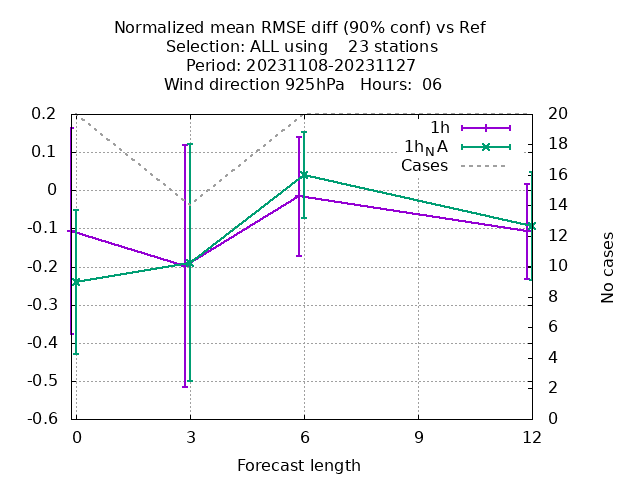 Normalized mean RMSE diff (90% conf) vs Ref
Selection: ALL using    23 stations
Period: 20231108-20231127
Wind direction 925hPa   Hours:  06
0.2
0.1
0
-0.1
-0.2
-0.3
-0.4
-0.5
-0.6
1h
1h_N A
Cases
20
18
16
14
12
10
8
6
4
2
0
No cases
0 3 6 9 12
Forecast length